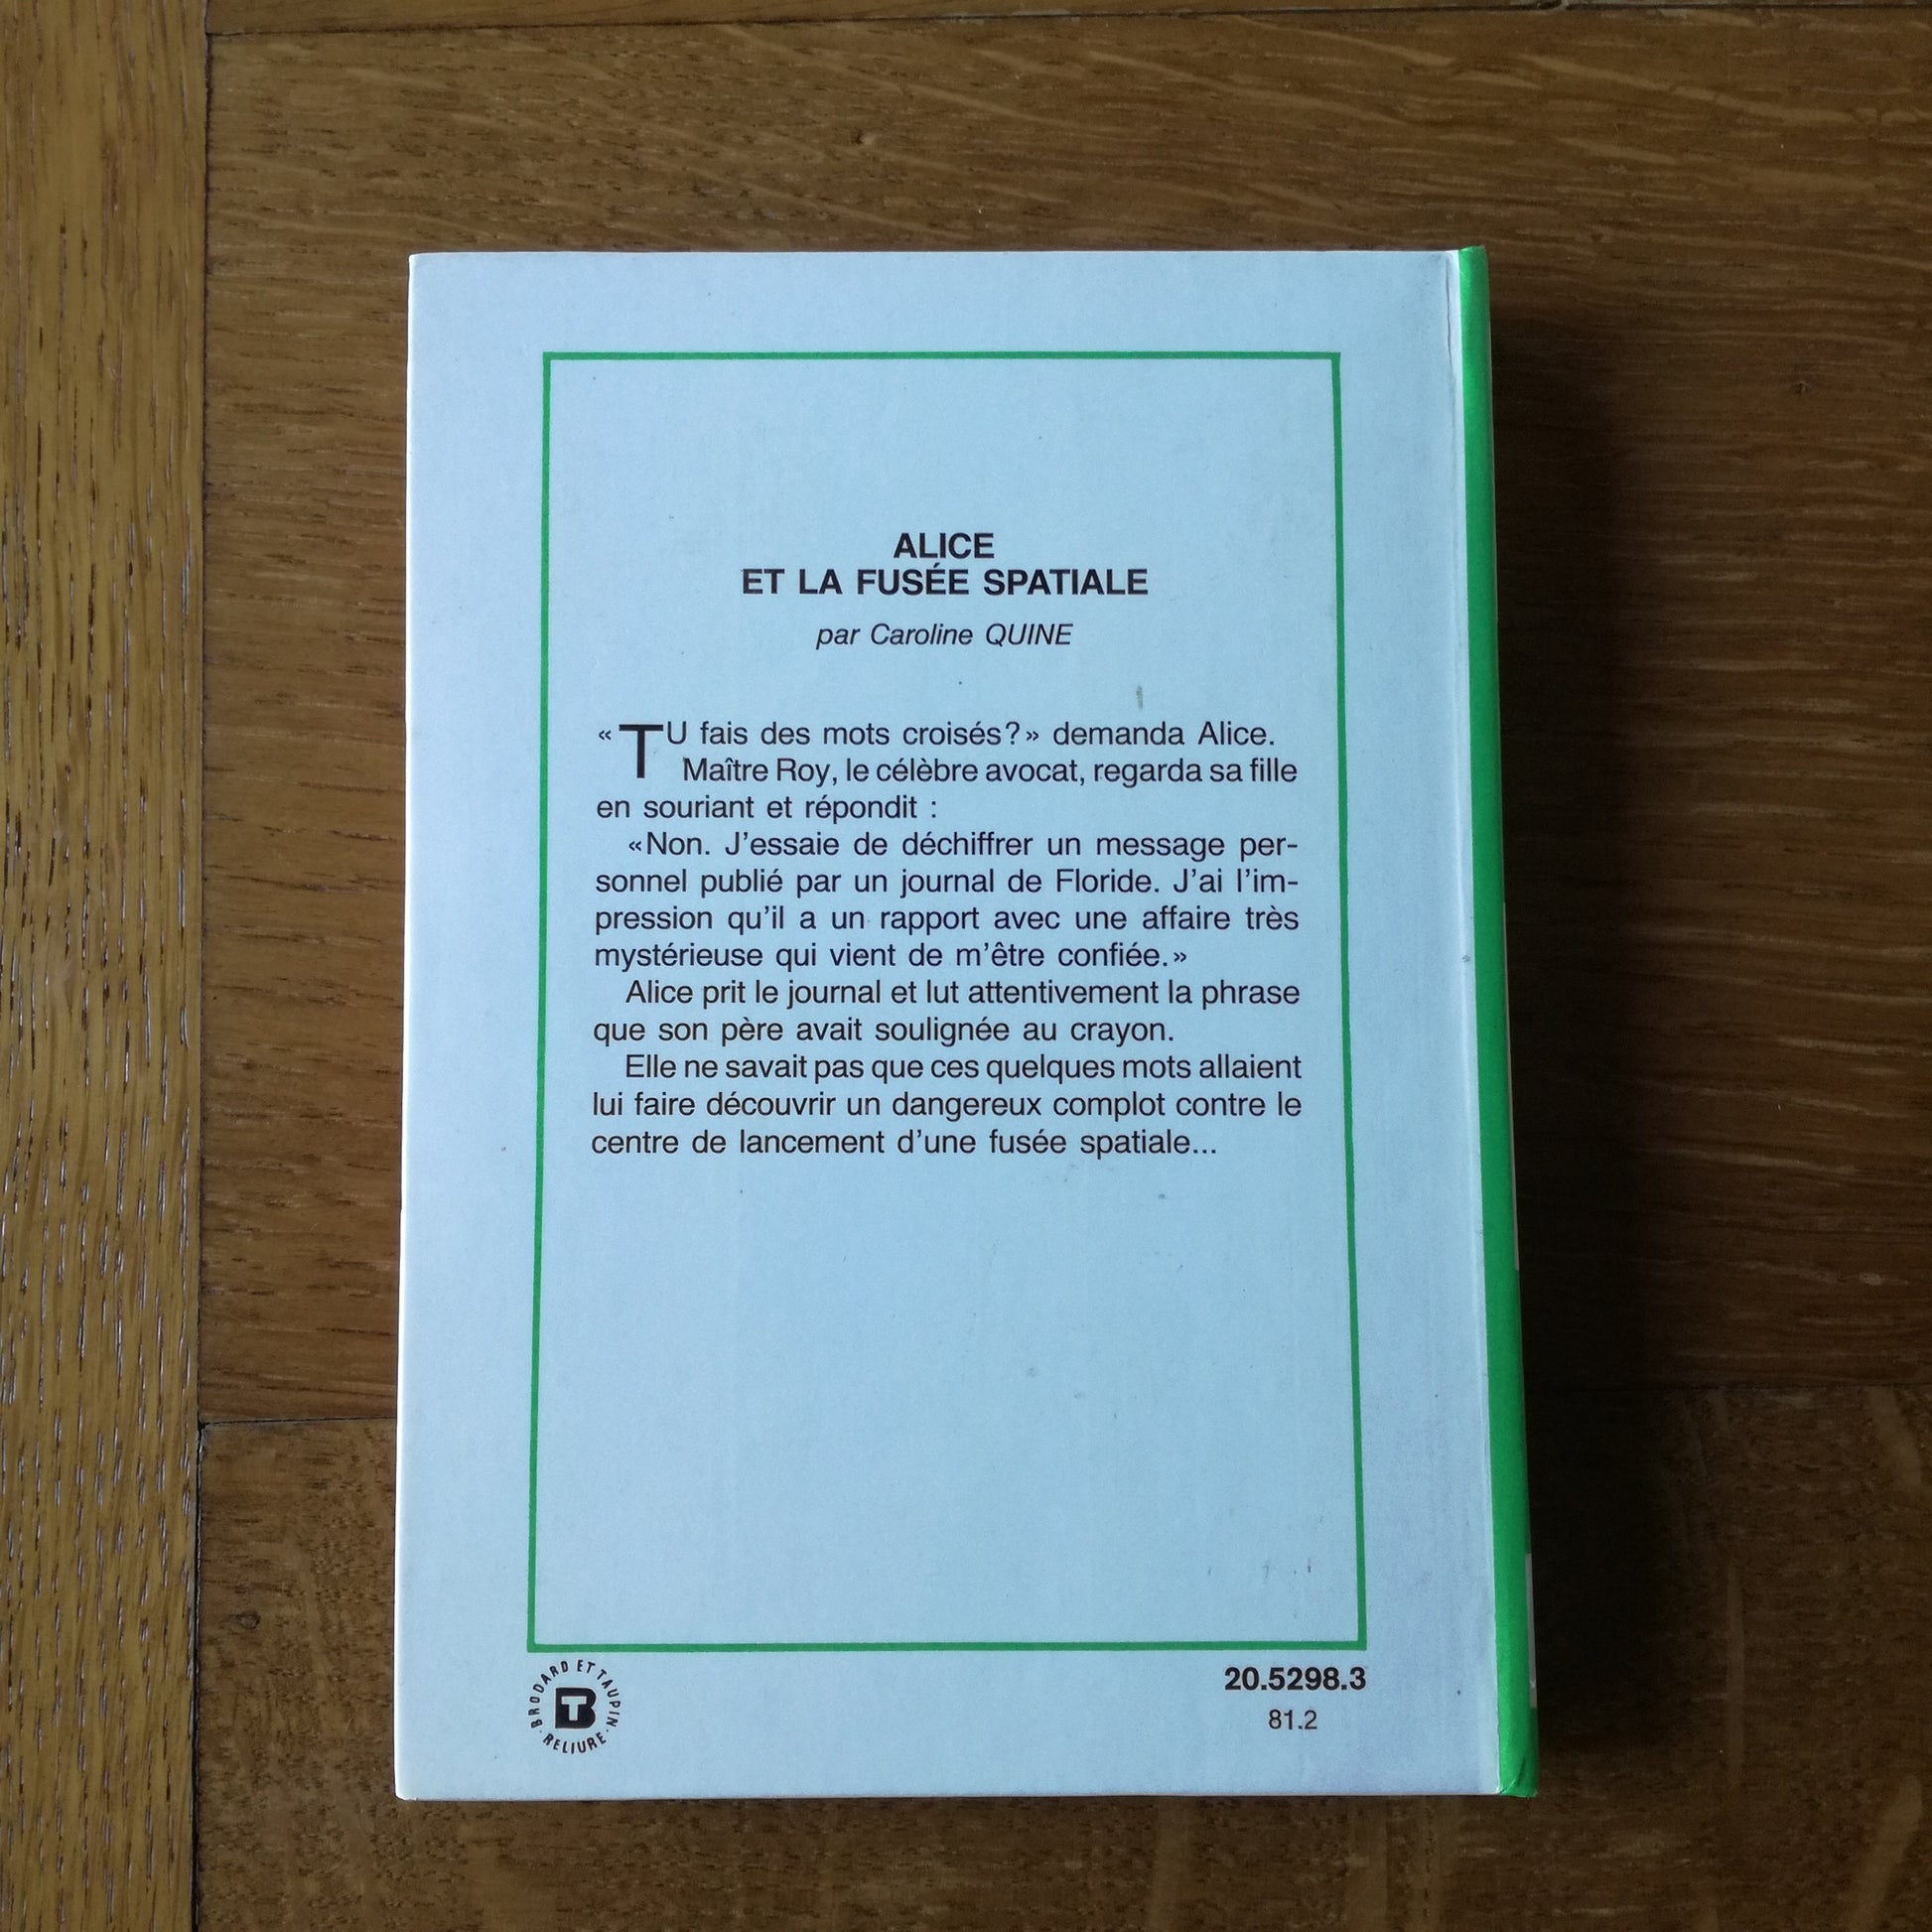 ALICE
ET LA FUSÉE SPATIALE
par Caroline QUINE
« TU fais des mots croisés?» demanda Alice.
Maître Roy, le célèbre avocat, regarda sa fille
en souriant et répondit :
«Non. J'essaie de déchiffrer un message per-
sonnel publié par un journal de Floride. J'ai l'im-
pression qu'il a un rapport avec une affaire très
mystérieuse qui vient de m'être confiée.»
Alice prit le journal et lut attentivement la phrase
que son père avait soulignée au crayon.
Elle ne savait pas que ces quelques mots allaient
lui faire découvrir un dangereux complot contre le
centre de lancement d'une fusée spatiale...
BRODARD ET TAUPIN · RELIURE ·
BT
20.5298.3
81.2